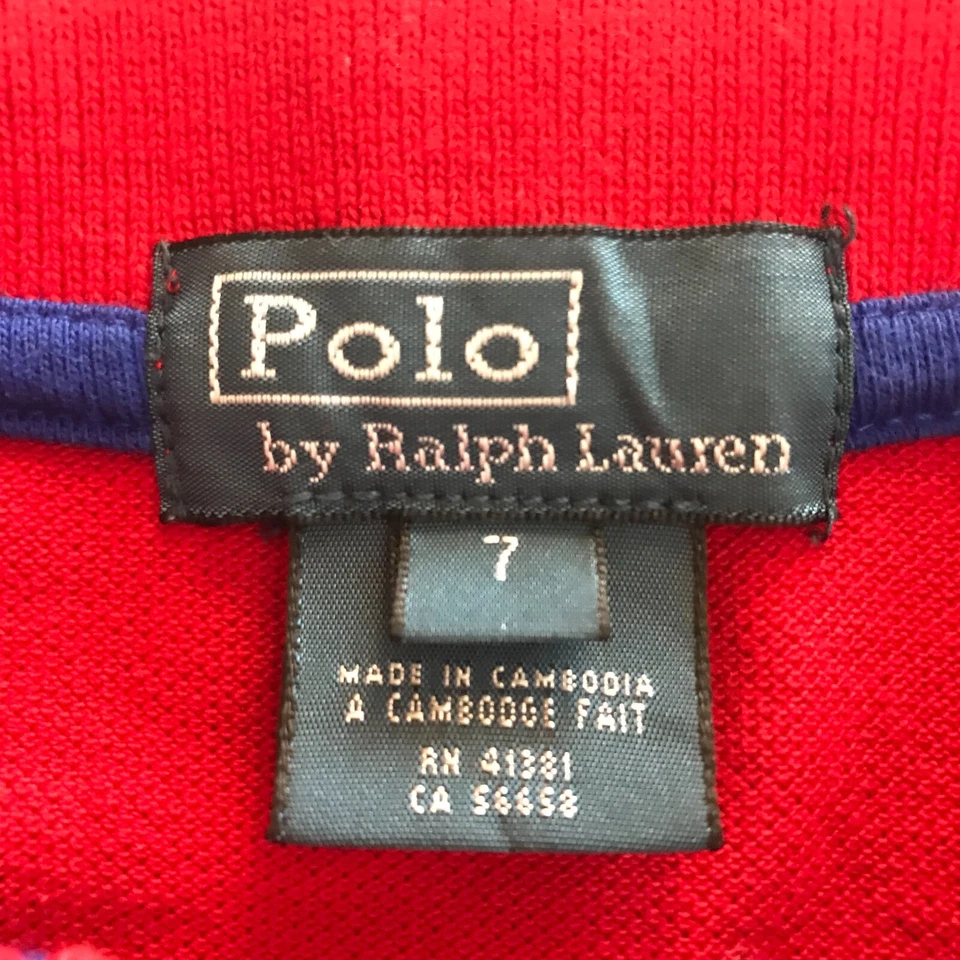 Polo
by Ralph Lauren
7
MADE IN CAMBODIA
A CAMBODGE FAIT
RN 41381
CA 56658